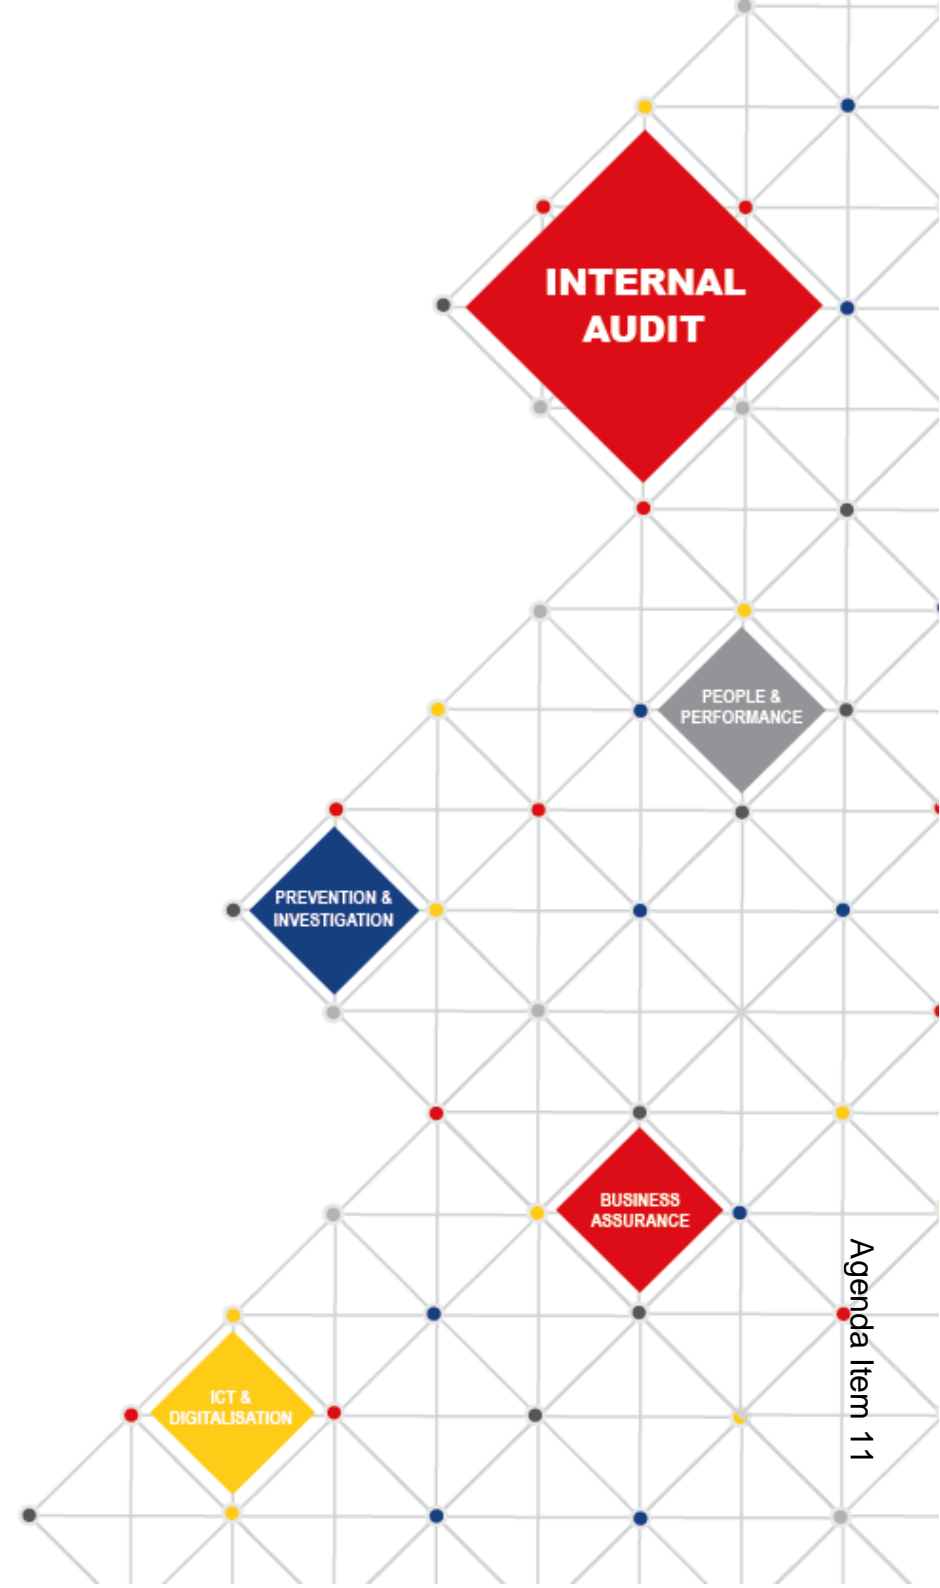 INTERNAL
AUDIT
PEOPLE &
PERFORMANCE
PREVENTION &
INVESTIGATION
BUSINESS
ASSURANCE
Agenda Item 11
ICT &
DIGITALISATION